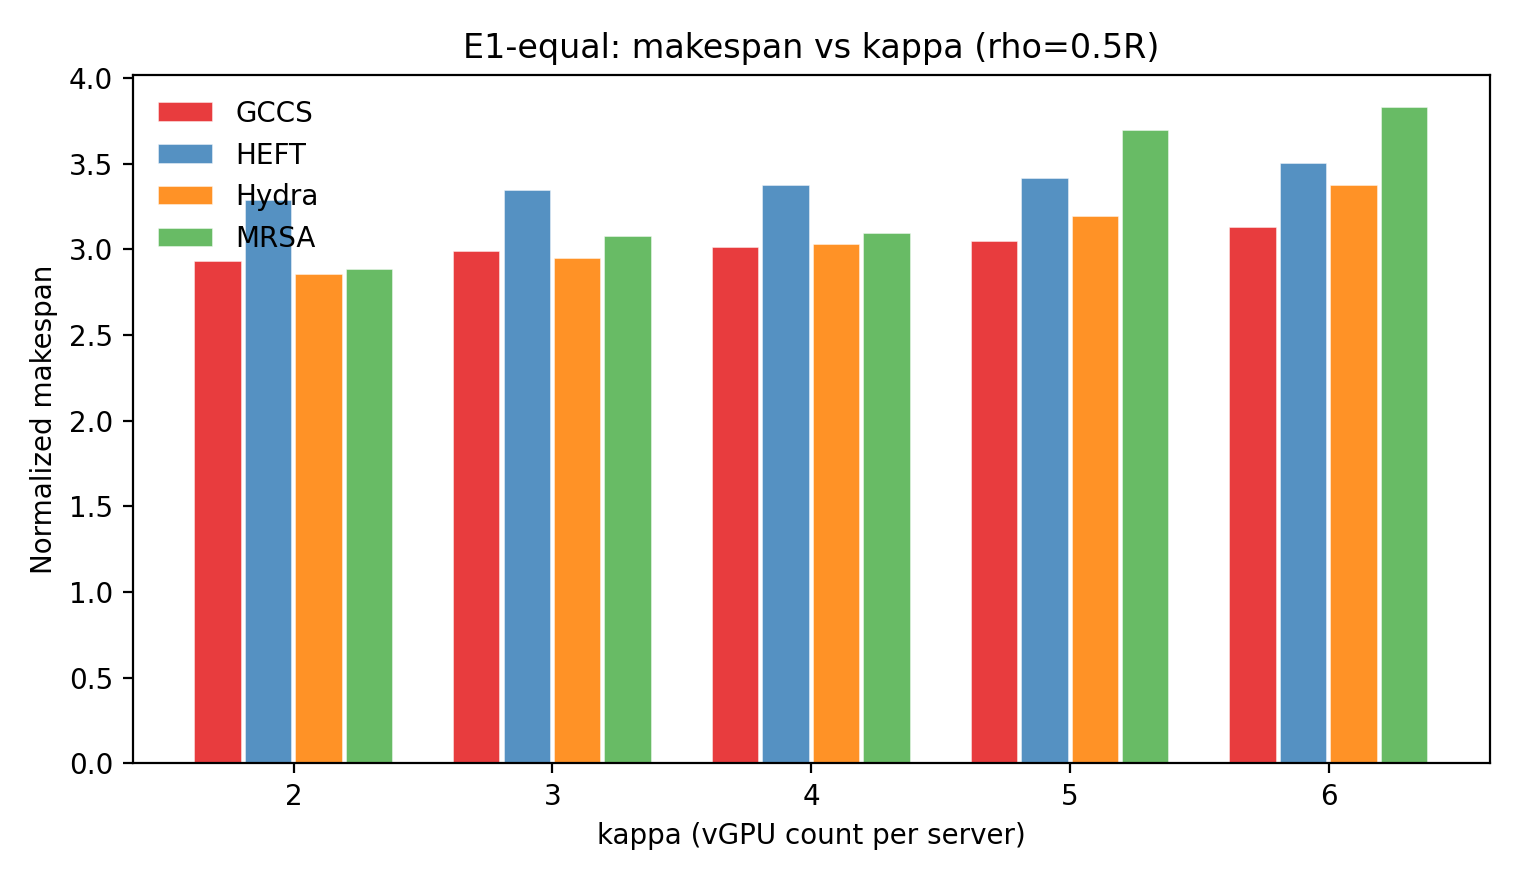 E1-equal: makespan vs kappa (rho=0.5R)
GCCS
HEFT
Hydra
MRSA
Normalized makespan
4.0
3.5
3.0
2.5
2.0
1.5
1.0
0.5
0.0
2 3 4 5 6
kappa (vGPU count per server)